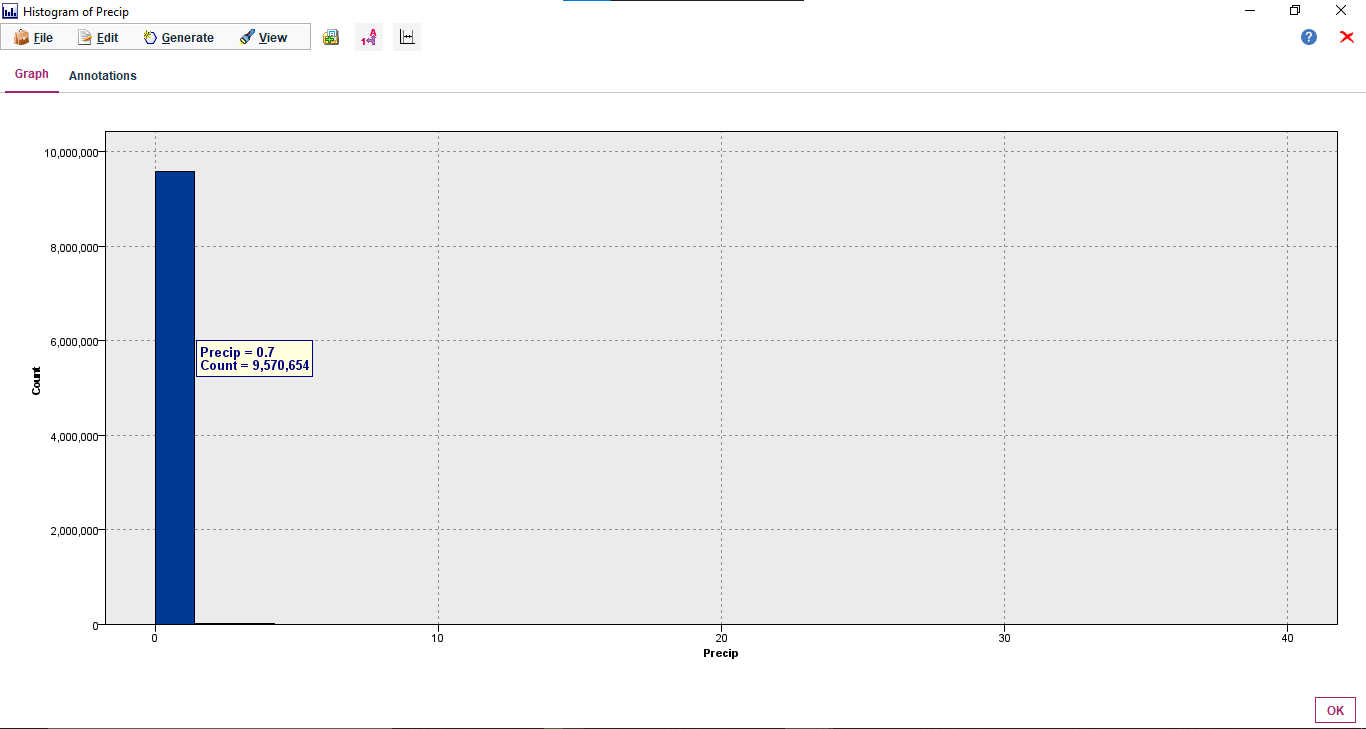 Histogram of Precip
File Edit Generate View
1 A
?
Graph Annotations
10,000,000
8,000,000
6,000,000
4,000,000
2,000,000
0
Count
Precip = 0.7
Count = 9,570,654
0 10 20 30 40
Precip
OK